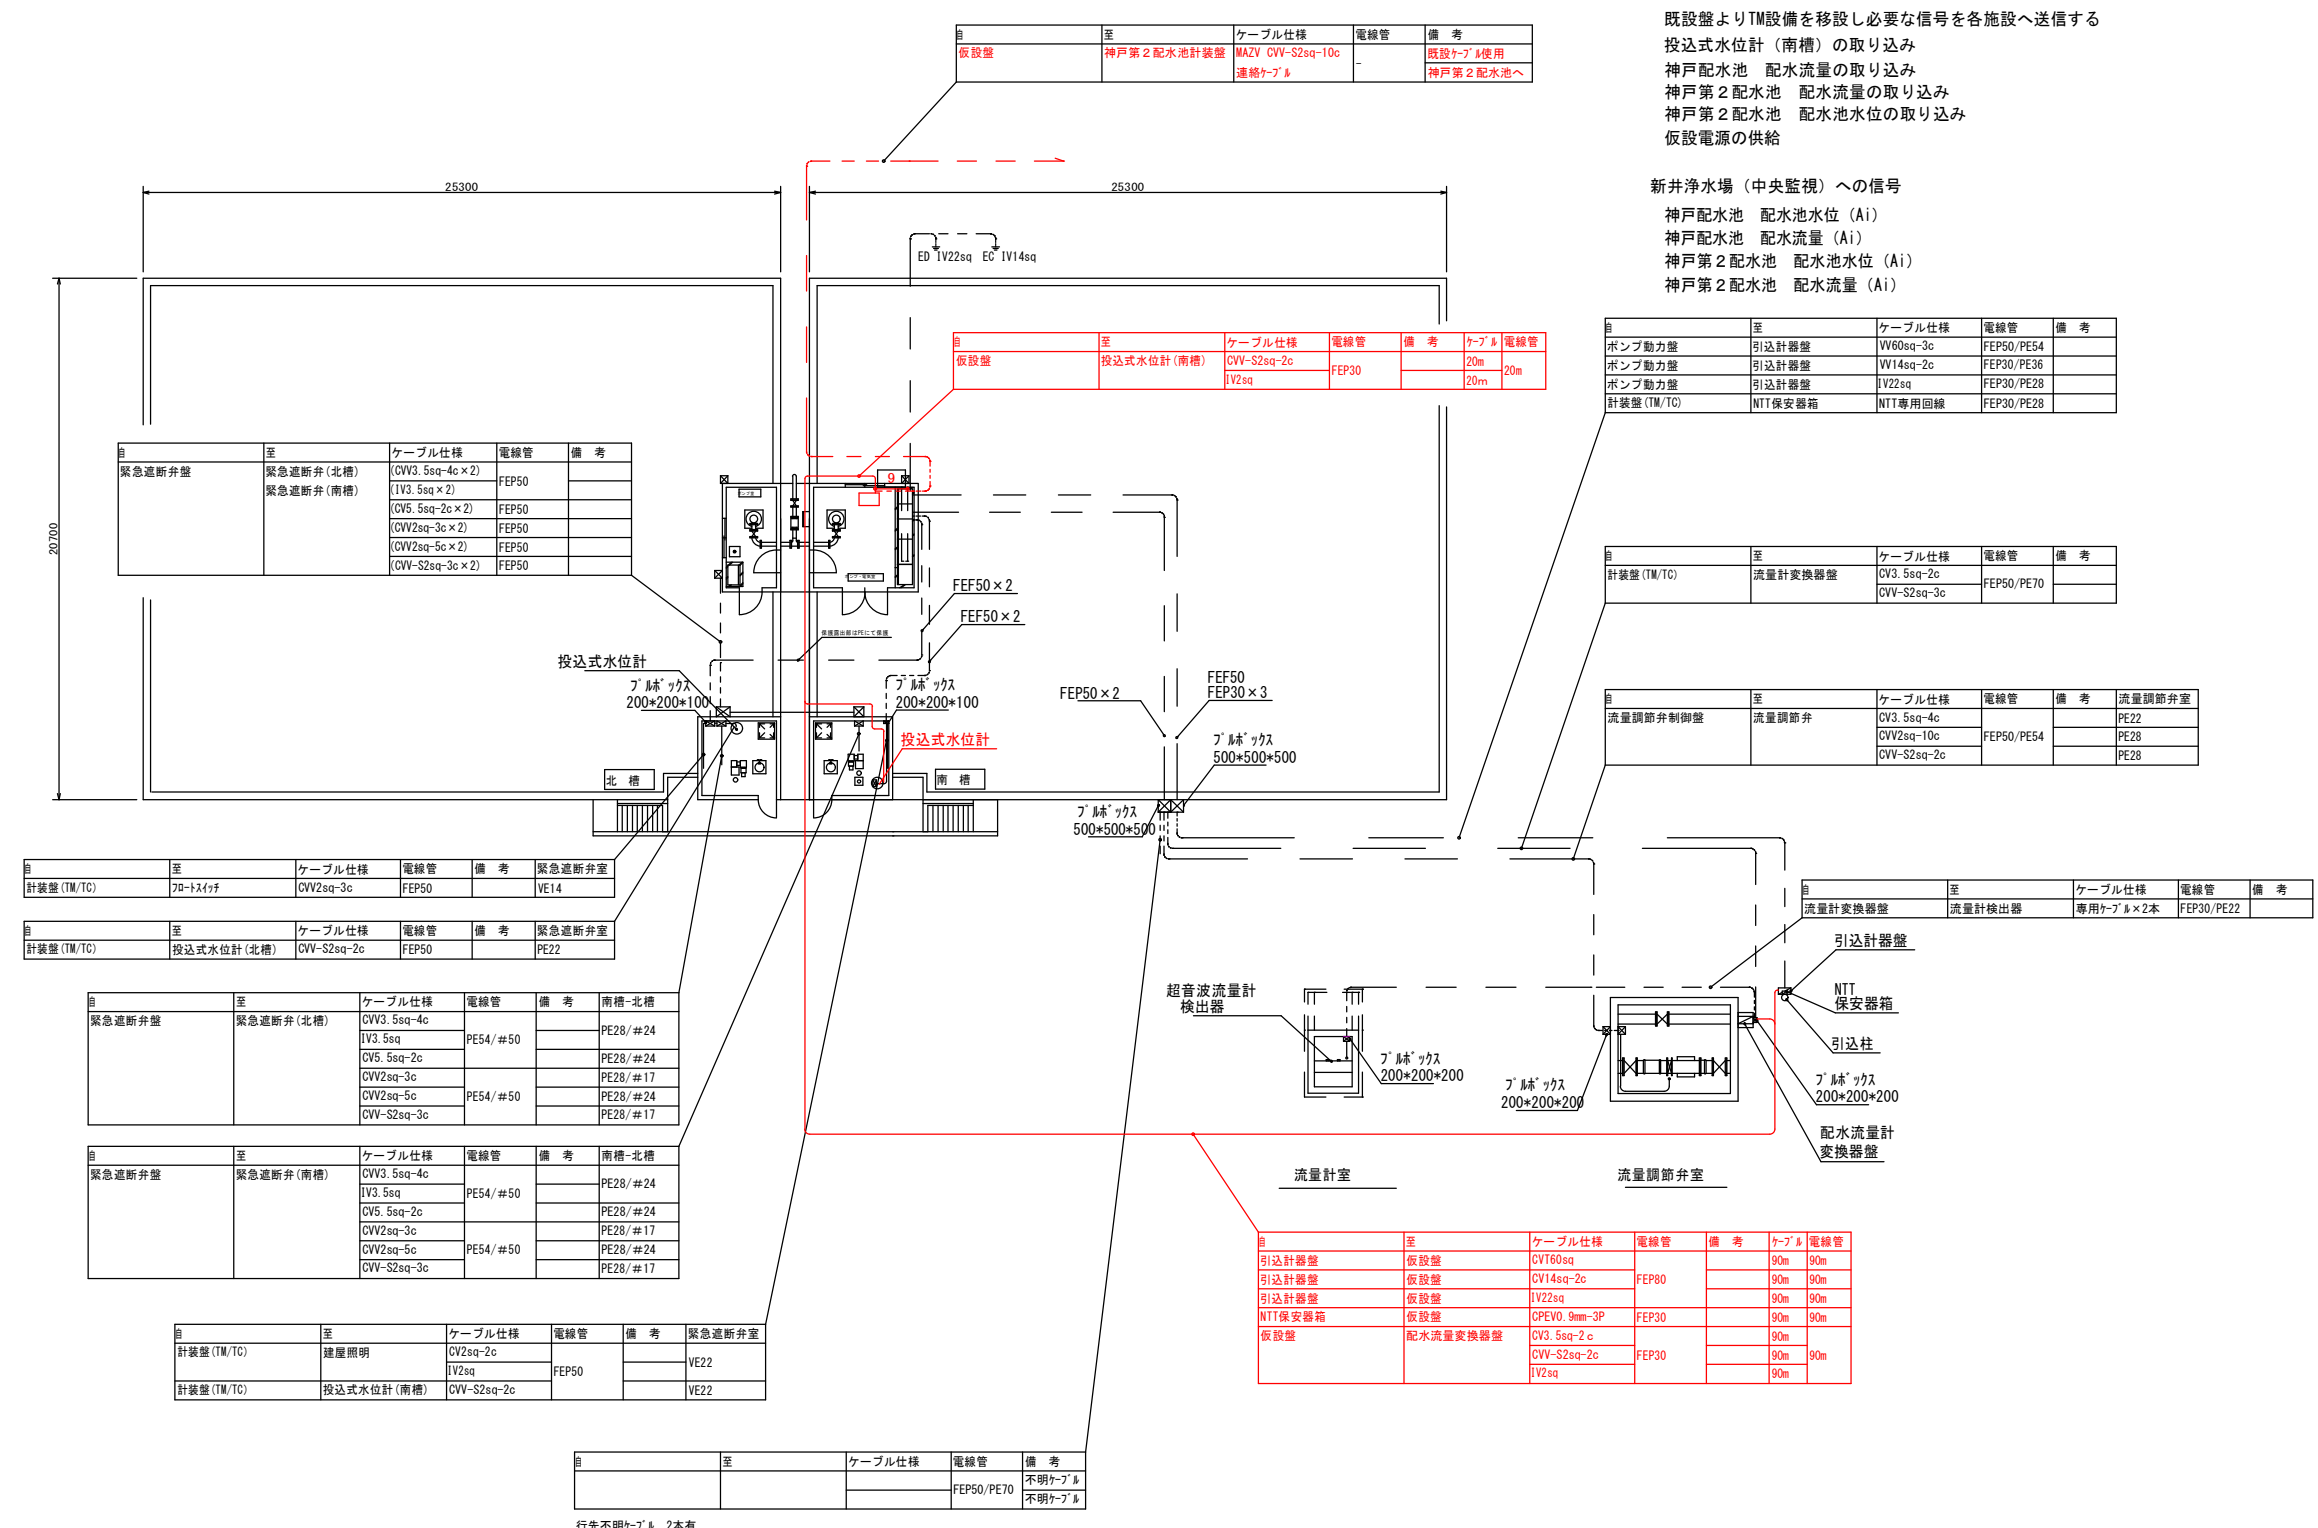 既設盤よりTM設備を移設し必要な信号を各施設へ送信する
投込式水位計（南槽）の取り込み
神戸配水池　配水流量の取り込み
神戸第２配水池　配水流量の取り込み
神戸第２配水池　配水池水位の取り込み
仮設電源の供給
新井浄水場（中央監視）への信号
神戸配水池　配水池水位（Ai）
神戸配水池　配水流量（Ai）
神戸第２配水池　配水池水位（Ai）
神戸第２配水池　配水流量（Ai）
自 至 ケーブル仕様 電線管 備　考
仮設盤 神戸第２配水池計装盤 MAZV CVV-S2sq-10c - 既設ｹｰﾌﾞﾙ使用
連絡ｹｰﾌﾞﾙ 神戸第２配水池へ
25300
25300
20700
ED IV22sq EC IV14sq
自 至 ケーブル仕様 電線管 備　考 ｹｰﾌﾞﾙ 電線管
仮設盤 投込式水位計(南槽) CVV-S2sq-2c FEP30 20m 20m
IV2sq 20m
自 至 ケーブル仕様 電線管 備　考
ポンプ動力盤 引込計器盤 VV60sq-3c FEP50/PE54
ポンプ動力盤 引込計器盤 VV14sq-2c FEP30/PE36
ポンプ動力盤 引込計器盤 IV22sq FEP30/PE28
計装盤(TM/TC) NTT保安器箱 NTT専用回線 FEP30/PE28
自 至 ケーブル仕様 電線管 備　考
緊急遮断弁盤 緊急遮断弁(北槽) (CVV3.5sq-4c×2) FEP50
緊急遮断弁(南槽) (IV3.5sq×2)
(CV5.5sq-2c×2) FEP50
(CVV2sq-3c×2) FEP50
(CVV2sq-5c×2) FEP50
(CVV-S2sq-3c×2) FEP50
9
自 至 ケーブル仕様 電線管 備　考
計装盤(TM/TC) 流量計変換器盤 CV3.5sq-2c FEP50/PE70
CVV-S2sq-3c
FEF50×2
FEF50×2
保護露出部はPEにて保護
投込式水位計
ﾌﾟﾙﾎﾞｯｸｽ
200*200*100
ﾌﾟﾙﾎﾞｯｸｽ
200*200*100
投込式水位計
FEP50×2
FEF50
FEP30×3
ﾌﾟﾙﾎﾞｯｸｽ
500*500*500
ﾌﾟﾙﾎﾞｯｸｽ
500*500*500
北　槽
南　槽
自 至 ケーブル仕様 電線管 備　考 流量調節弁室
流量調節弁制御盤 流量調節弁 CV3.5sq-4c FEP50/PE54 PE22
CVV2sq-10c PE28
CVV-S2sq-2c PE28
自 至 ケーブル仕様 電線管 備　考 緊急遮断弁室
計装盤(TM/TC) ﾌﾛｰﾄｽｲｯﾁ CVV2sq-3c FEP50 VE14
自 至 ケーブル仕様 電線管 備　考 緊急遮断弁室
計装盤(TM/TC) 投込式水位計(北槽) CVV-S2sq-2c FEP50 PE22
自 至 ケーブル仕様 電線管 備　考
流量計変換器盤 流量計検出器 専用ｹｰﾌﾞﾙ×2本 FEP30/PE22
引込計器盤
NTT
保安器箱
引込柱
超音波流量計
検出器
ﾌﾟﾙﾎﾞｯｸｽ
200*200*200
ﾌﾟﾙﾎﾞｯｸｽ
200*200*200
ﾌﾟﾙﾎﾞｯｸｽ
200*200*200
配水流量計
変換器盤
流量計室
流量調節弁室
自 至 ケーブル仕様 電線管 備　考 南槽-北槽
緊急遮断弁盤 緊急遮断弁(北槽) CVV3.5sq-4c PE54/＃50 PE28/＃24
IV3.5sq
CV5.5sq-2c PE28/＃24
CVV2sq-3c PE54/＃50 PE28/＃17
CVV2sq-5c PE28/＃24
CVV-S2sq-3c PE28/＃17
自 至 ケーブル仕様 電線管 備　考 南槽-北槽
緊急遮断弁盤 緊急遮断弁(南槽) CVV3.5sq-4c PE54/＃50 PE28/＃24
IV3.5sq
CV5.5sq-2c PE28/＃24
CVV2sq-3c PE54/＃50 PE28/＃17
CVV2sq-5c PE28/＃24
CVV-S2sq-3c PE28/＃17
自 至 ケーブル仕様 電線管 備　考 ｹｰﾌﾞﾙ 電線管
引込計器盤 仮設盤 CVT60sq FEP80 90m 90m
引込計器盤 仮設盤 CV14sq-2c 90m 90m
引込計器盤 仮設盤 IV22sq 90m 90m
NTT保安器箱 仮設盤 CPEV0.9mm-3P FEP30 90m 90m
仮設盤 配水流量変換器盤 CV3.5sq-2ｃ FEP30 90m 90m
CVV-S2sq-2c 90m
IV2sq 90m
自 至 ケーブル仕様 電線管 備　考 緊急遮断弁室
計装盤(TM/TC) 建屋照明 CV2sq-2c FEP50 VE22
IV2sq
計装盤(TM/TC) 投込式水位計(南槽) CVV-S2sq-2c VE22
自 至 ケーブル仕様 電線管 備　考
FEP50/PE70 不明ｹｰﾌﾞﾙ
不明ｹｰﾌﾞﾙ
行先不明ｹｰﾌﾞﾙ 2本有